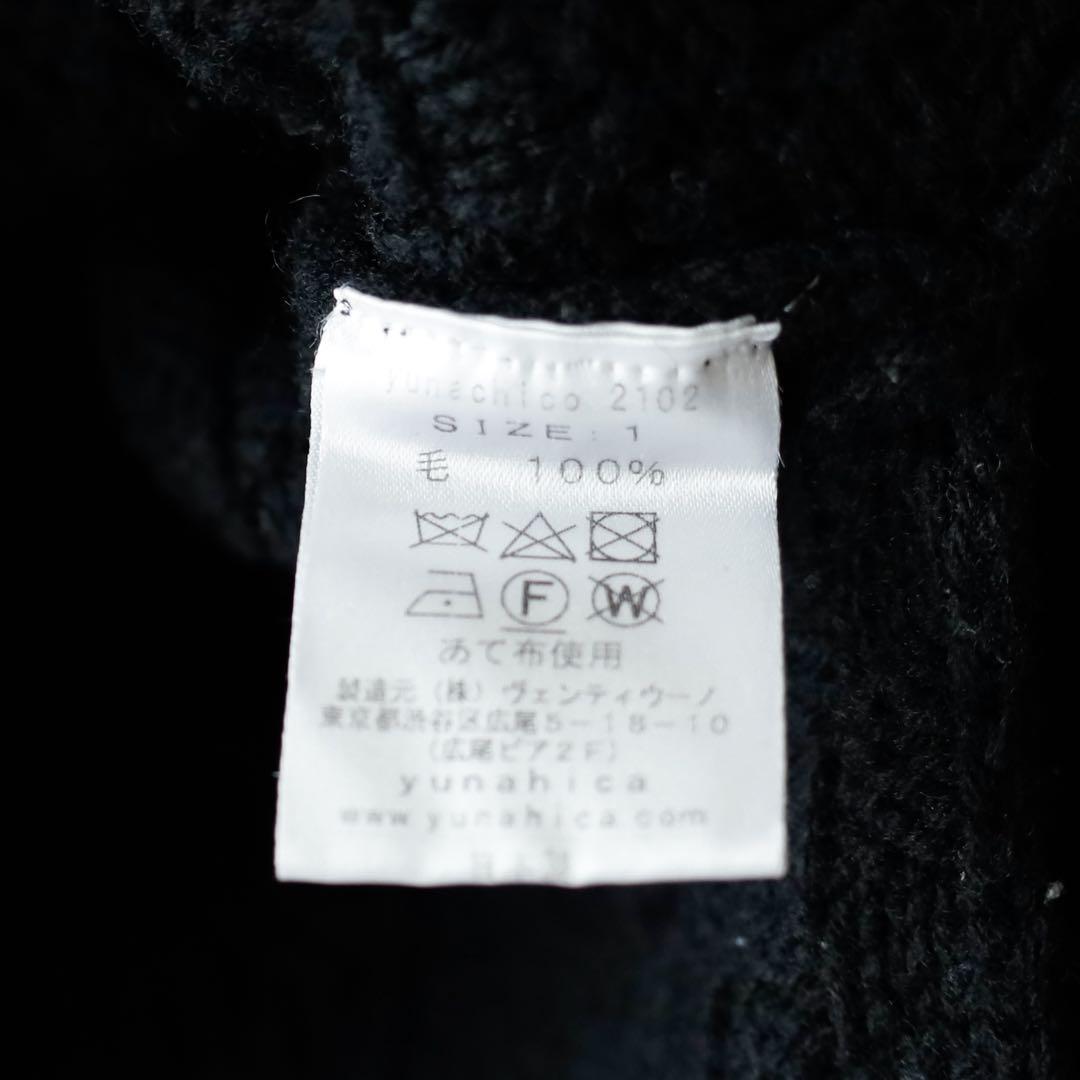 yunachico 2102
SIZE:1
毛 100%
F W
あて布使用
製造元（株）ヴェンティウーノ
東京都渋谷区広尾5-18-10
（広尾ピア2F）
yunahica
www.yunahica.com